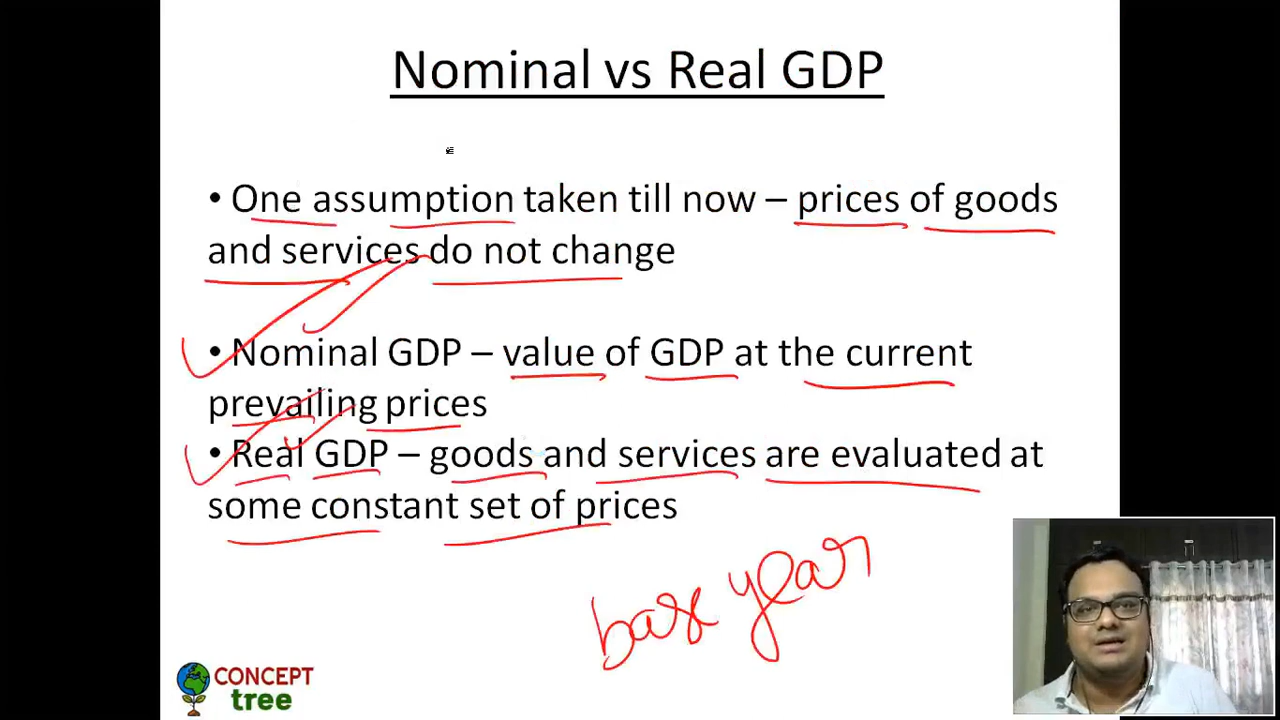 Nominal vs Real GDP
• One assumption taken till now – prices of goods
and services do not change
• Nominal GDP – value of GDP at the current
prevailing prices
• Real GDP – goods and services are evaluated at
some constant set of prices
base year
CONCEPT
tree